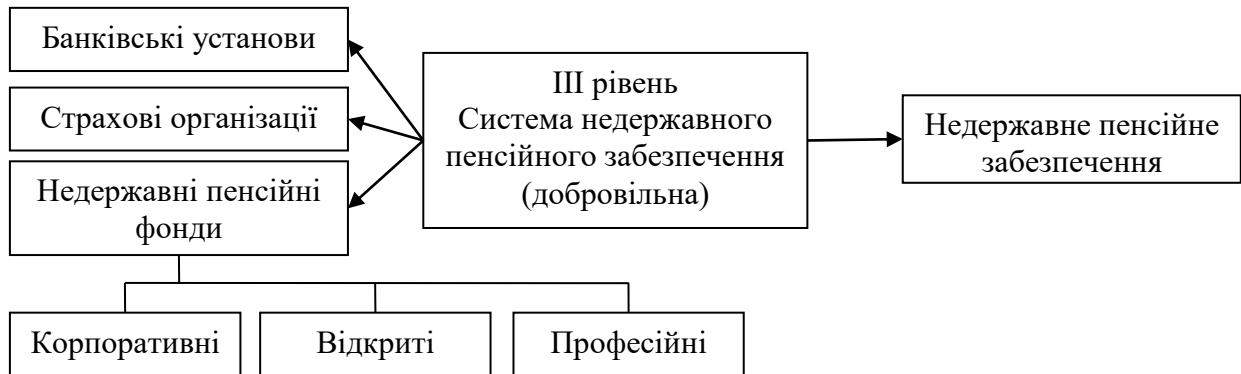 Банківські установи
Страхові організації
Недержавні пенсійні
фонди
ІІІ рівень
Система недержавного
пенсійного забезпечення
(добровільна)
Недержавне пенсійне
забезпечення
Корпоративні
Відкриті
Професійні